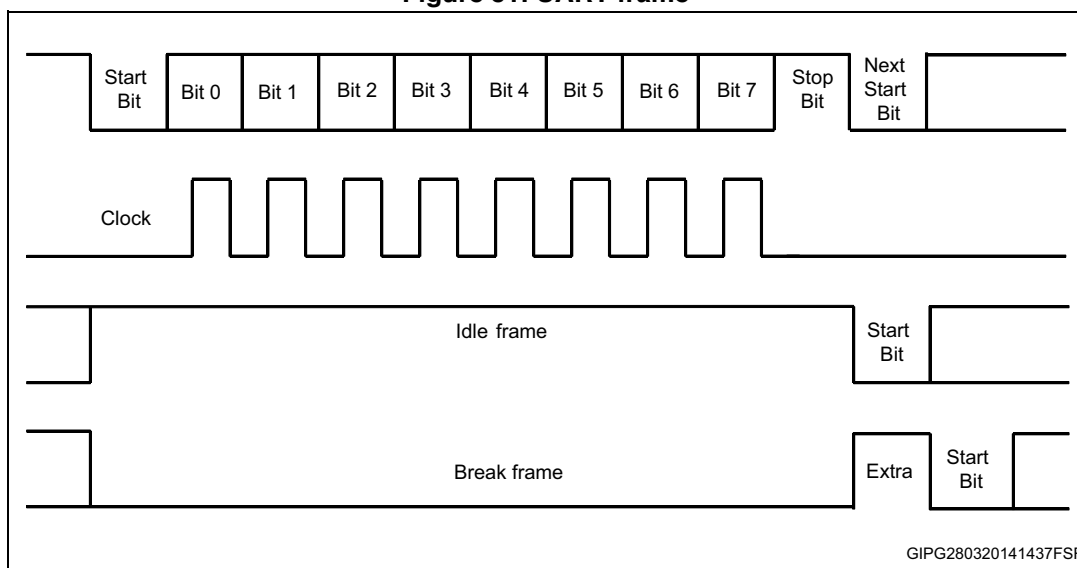 Start
Bit
Bit 0
Bit 1
Bit 2
Bit 3
Bit 4
Bit 5
Bit 6
Bit 7
Stop
Bit
Next
Start
Bit
Clock
Idle frame
Start
Bit
Break frame
Extra
Start
Bit